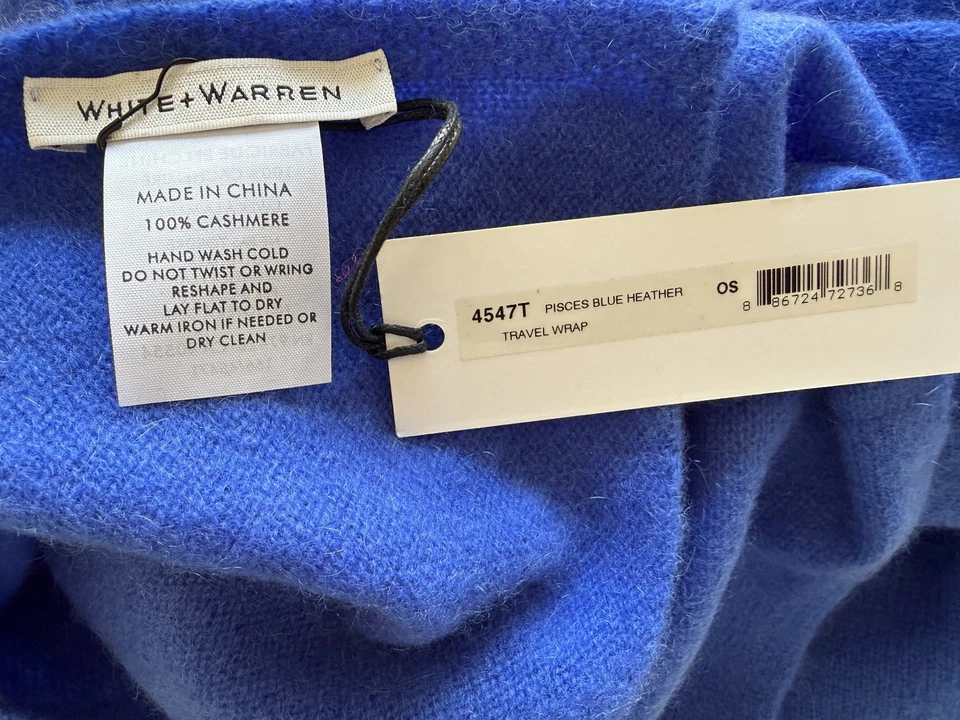 WHITE+WARREN
MADE IN CHINA
100% CASHMERE
HAND WASH COLD
DO NOT TWIST OR WRING
RESHAPE AND
LAY FLAT TO DRY
WARM IRON IF NEEDED OR
DRY CLEAN
4547T PISCES BLUE HEATHER OS
TRAVEL WRAP
8 86724 72736 8